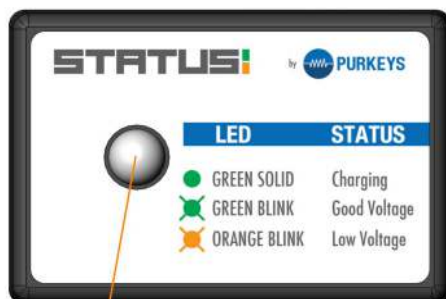 STATUS
by PURKEYS
LED STATUS
GREEN SOLID Charging
GREEN BLINK Good Voltage
ORANGE BLINK Low Voltage